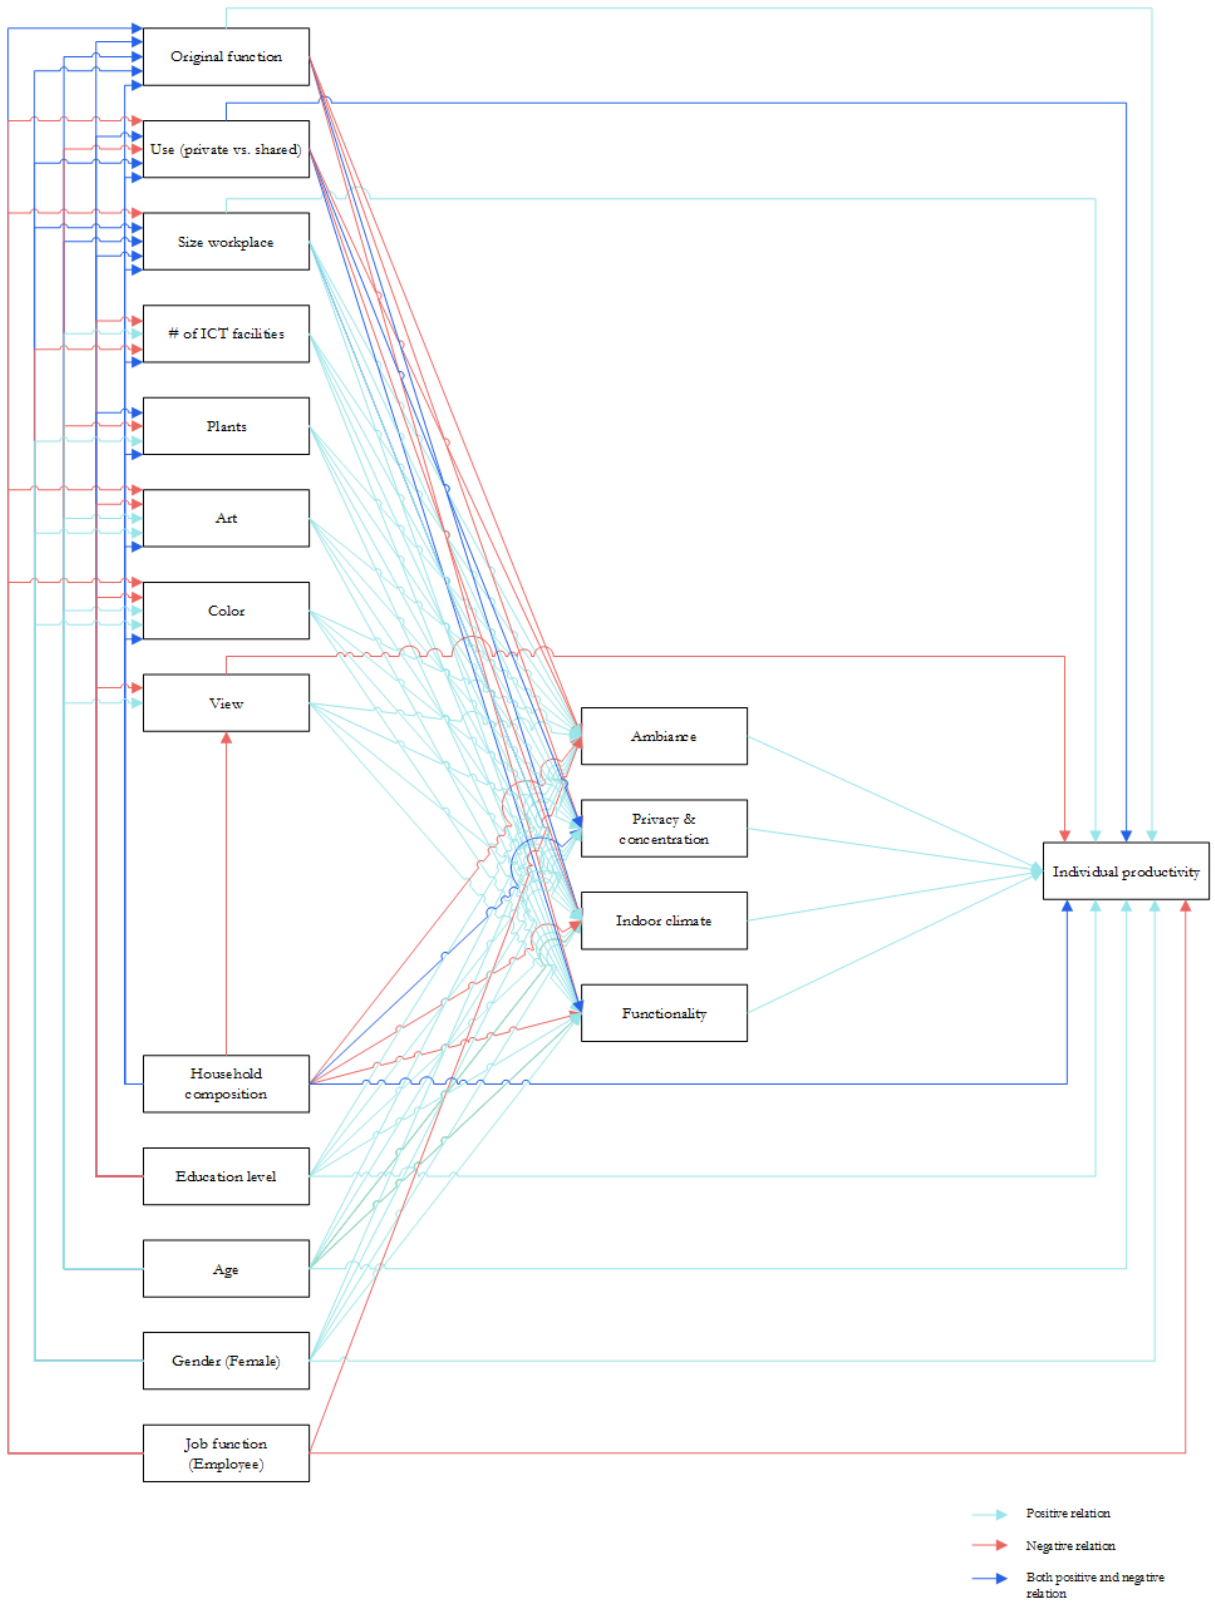 Original function
Use (private vs. shared)
Size workplace
# of ICT facilities
Plants
Art
Color
View
Ambiance
Privacy &
concentration
Individual productivity
Indoor climate
Functionality
Household
composition
Education level
Age
Gender (Female)
Job function
(Employee)
Positive relation
Negative relation
Both positive and negative
relation